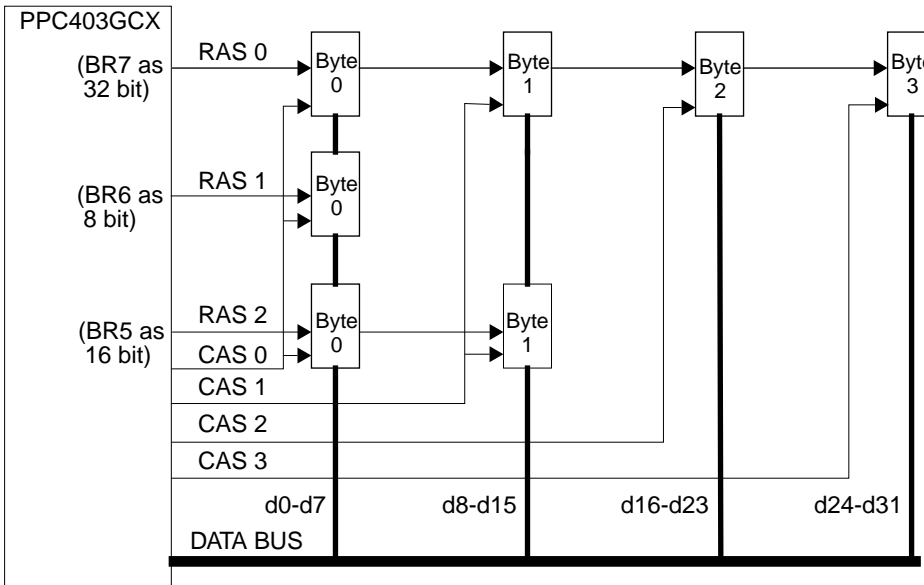 PPC403GCX
RAS 0
(BR7 as
32 bit)
Byte
0
Byte
1
Byte
2
Byte
3
RAS 1
(BR6 as
8 bit)
Byte
0
RAS 2
(BR5 as
16 bit)
Byte
0
Byte
1
CAS 0
CAS 1
CAS 2
CAS 3
d0-d7
d8-d15
d16-d23
d24-d31
DATA BUS